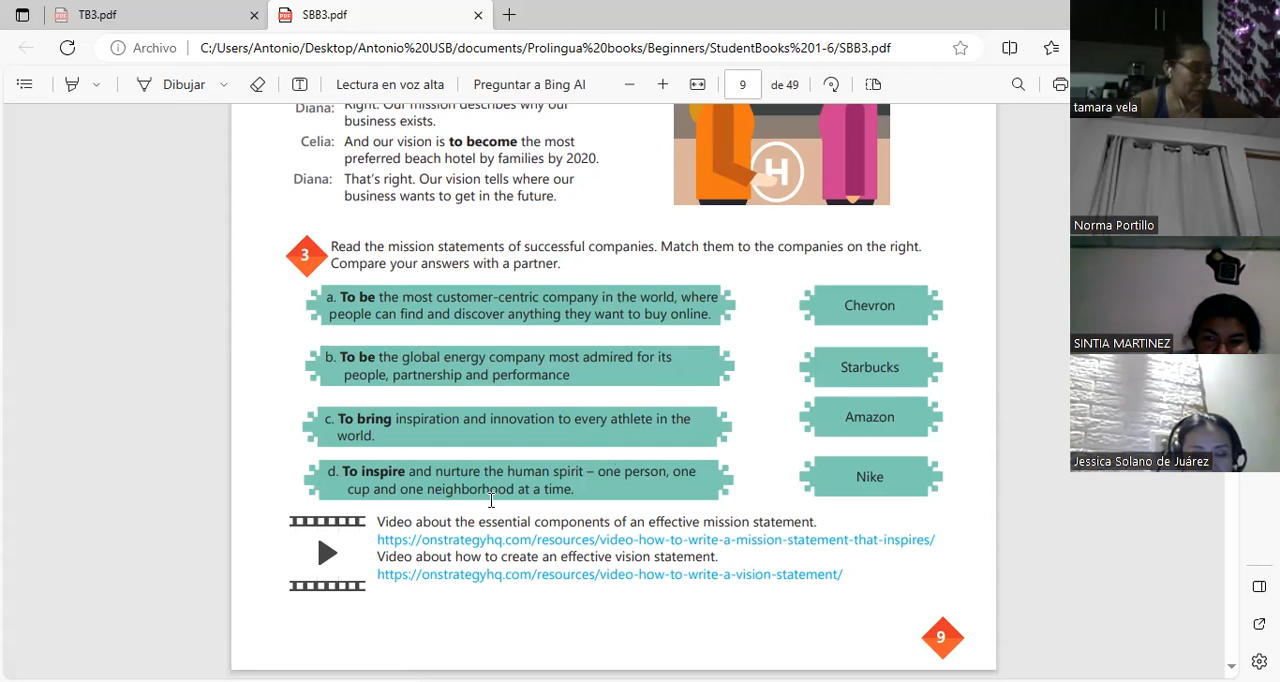 TB3.pdf
SBB3.pdf
Archivo
C:/Users/Antonio/Desktop/Antonio%20USB/documents/Prolingua%20books/Beginners/StudentBooks%201-6/SBB3.pdf
Dibujar
Lectura en voz alta
Preguntar a Bing AI
9
de 49
Diana: Right. Our mission describes why our
business exists.
Celia: And our vision is to become the most
preferred beach hotel by families by 2020.
Diana: That's right. Our vision tells where our
business wants to get in the future.
H
3
Read the mission statements of successful companies. Match them to the companies on the right.
Compare your answers with a partner.
a. To be the most customer-centric company in the world, where
people can find and discover anything they want to buy online.
Chevron
b. To be the global energy company most admired for its
people, partnership and performance
Starbucks
c. To bring inspiration and innovation to every athlete in the
world.
Amazon
d. To inspire and nurture the human spirit – one person, one
cup and one neighborhood at a time.
Nike
Video about the essential components of an effective mission statement.
https://onstrategyhq.com/resources/video-how-to-write-a-mission-statement-that-inspires/
Video about how to create an effective vision statement.
https://onstrategyhq.com/resources/video-how-to-write-a-vision-statement/
9
tamara vela
Norma Portillo
SINTIA MARTINEZ
Jessica Solano de Juárez